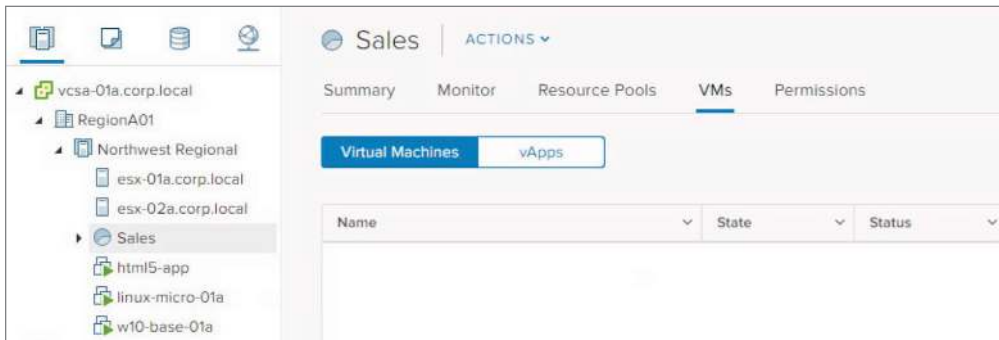 vcsa-01a.corp.local
RegionA01
Northwest Regional
esx-01a.corp.local
esx-02a.corp.local
Sales
html5-app
linux-micro-01a
w10-base-01a
Sales ACTIONS
Summary Monitor Resource Pools VMs Permissions
Virtual Machines vApps
Name State Status